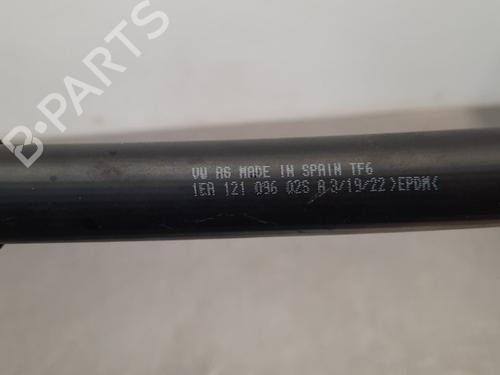 B-PARTS
VW AG MADE IN SPAIN TF6
1EA 121 096 02S A 3/19/22 >EPDM<